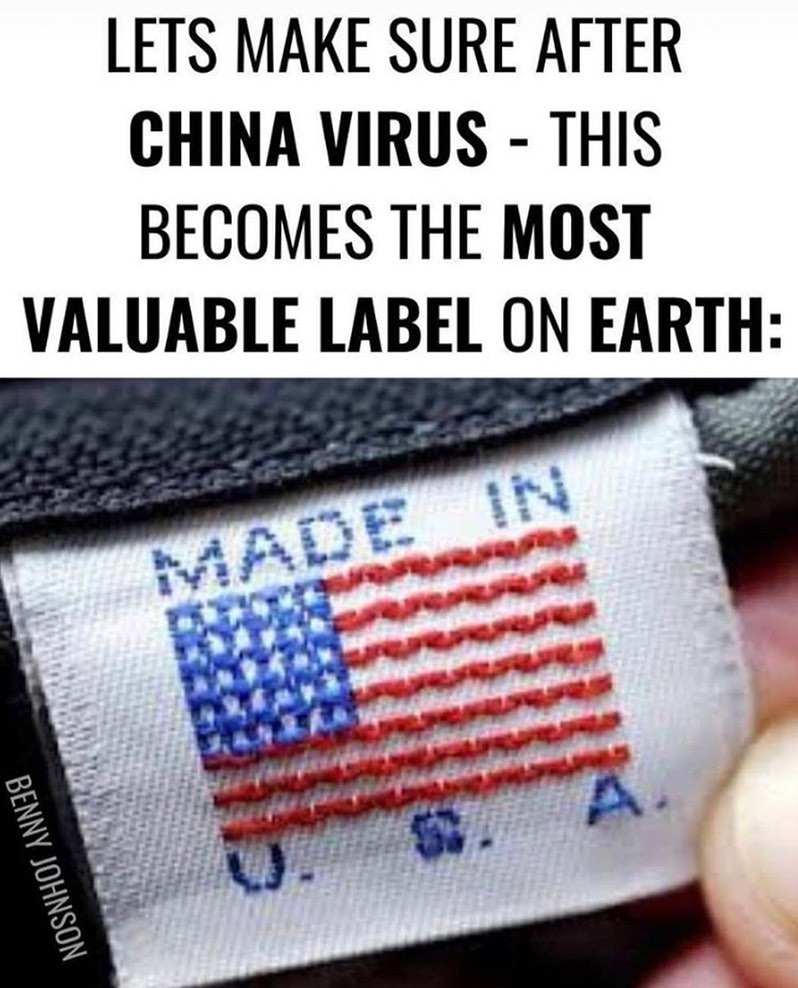 LETS MAKE SURE AFTER
CHINA VIRUS - THIS
BECOMES THE MOST
VALUABLE LABEL ON EARTH:
MADE IN
U. S. A.
BENNY JOHNSON